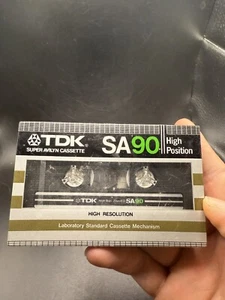 TDK
SUPER AVILYN CASSETTE
SA90
High
Position
TDK
SA90
HIGH RESOLUTION
Laboratory Standard Cassette Mechanism